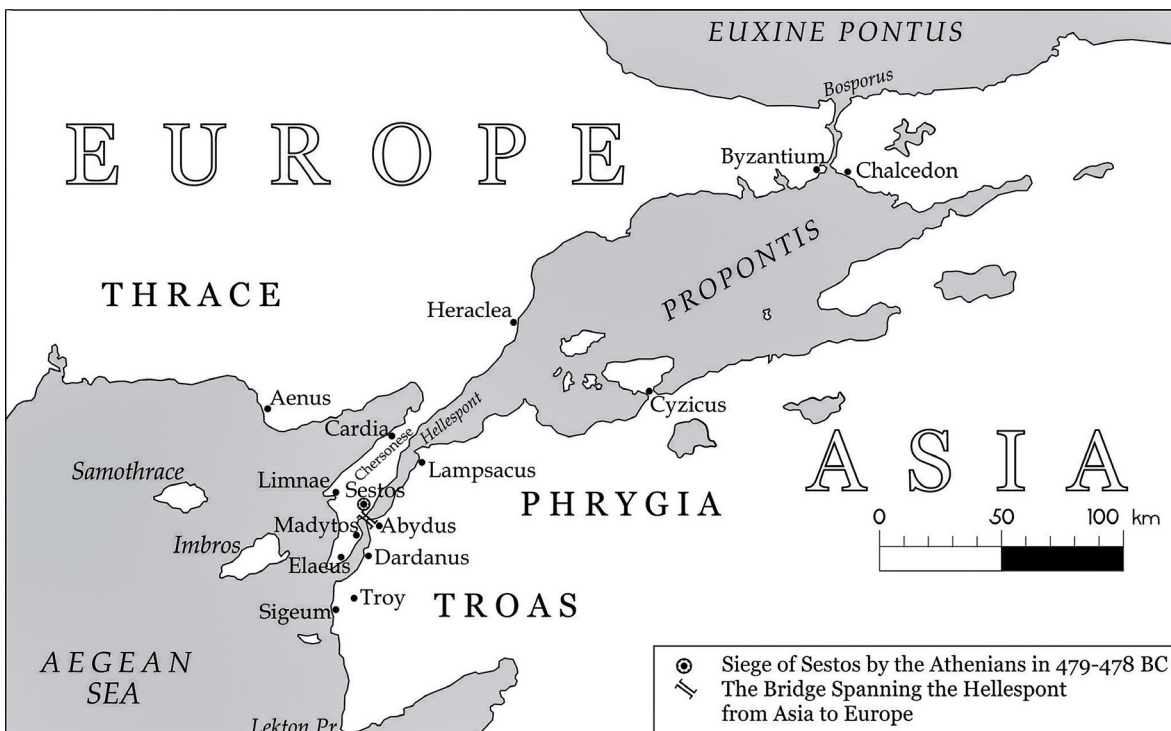 EUXINE PONTUS
Bosporus
EUROPE
Byzantium
Chalcedon
PROPONTIS
THRACE
Heraclea
Aenus
Cardia
Chersonese
Hellespont
Cyzicus
ASIA
Samothrace
Limnae
Sestos
Lampsacus
PHRYGIA
0 50 100 km
Imbros
Madytos
Abydus
Elaeus
Dardanus
Sigeum
Troy
TROAS
AEGEAN
SEA
Lekton Pr.
Siege of Sestos by the Athenians in 479-478 BC
The Bridge Spanning the Hellespont
from Asia to Europe